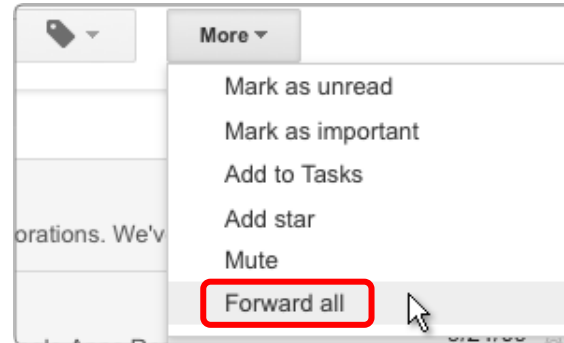 More
Mark as unread
Mark as important
Add to Tasks
Add star
orations. We'v
Mute
Forward all